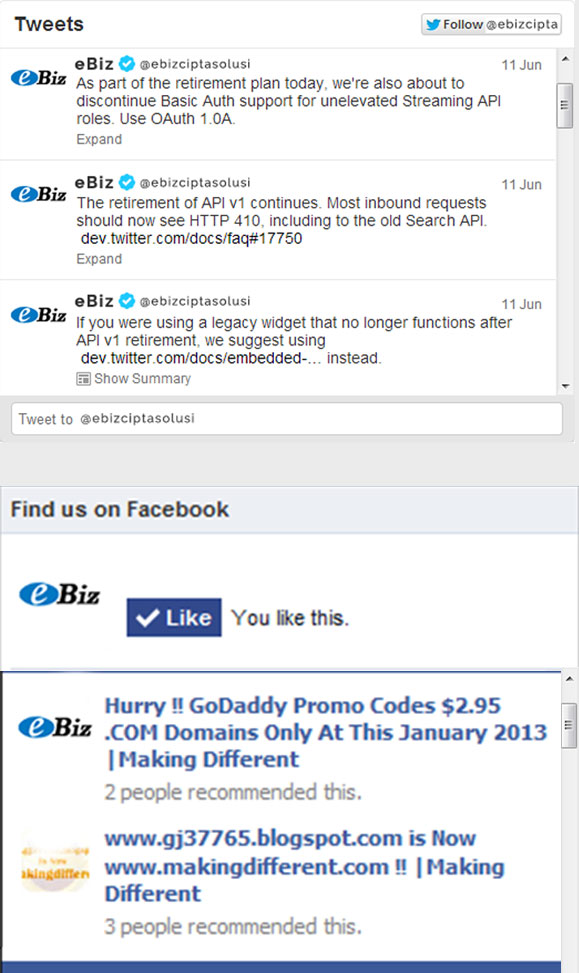 Tweets
Follow @ebizcipta
eBiz
eBiz @ebizciptasolusi 11 Jun
As part of the retirement plan today, we're also about to
discontinue Basic Auth support for unelevated Streaming API
roles. Use OAuth 1.0A.
Expand
eBiz
eBiz @ebizciptasolusi 11 Jun
The retirement of API v1 continues. Most inbound requests
should now see HTTP 410, including to the old Search API.
dev.twitter.com/docs/faq#17750
Expand
eBiz
eBiz @ebizciptasolusi 11 Jun
If you were using a legacy widget that no longer functions after
API v1 retirement, we suggest using
dev.twitter.com/docs/embedded-... instead.
Show Summary
Tweet to @ebizciptasolusi
Find us on Facebook
eBiz
Like You like this.
eBiz
Hurry !! GoDaddy Promo Codes $2.95
.COM Domains Only At This January 2013
| Making Different
2 people recommended this.
is Now
akingdiffere
www.gj37765.blogspot.com is Now
www.makingdifferent.com !! | Making
Different
3 people recommended this.